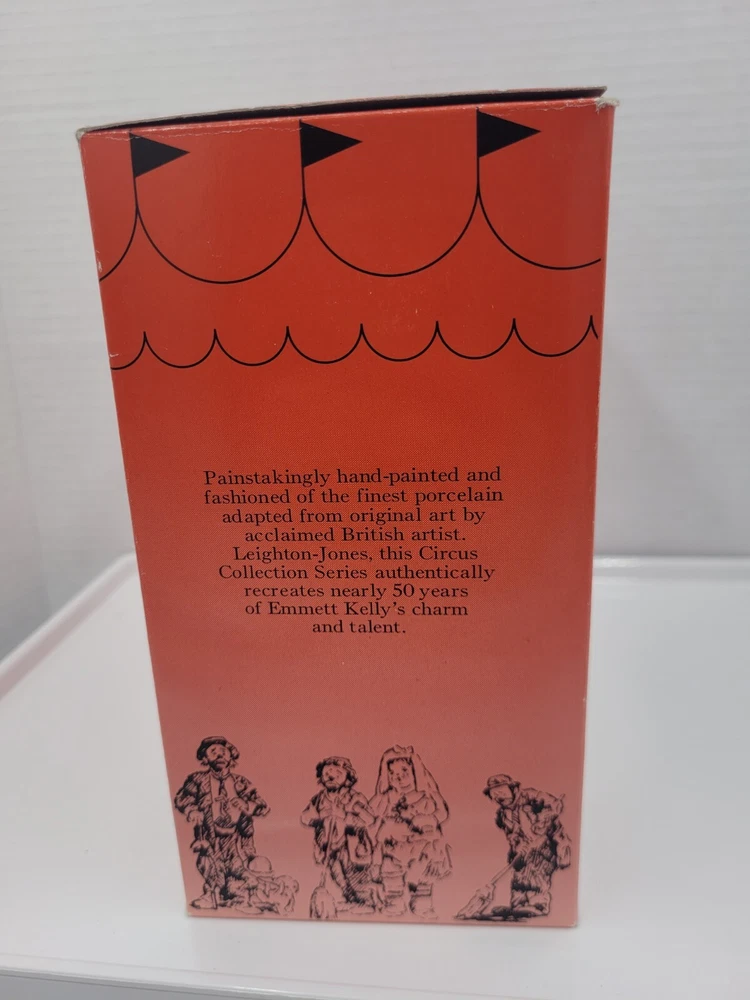 Painstakingly hand-painted and
fashioned of the finest porcelain
adapted from original art by
acclaimed British artist.
Leighton-Jones, this Circus
Collection Series authentically
recreates nearly 50 years
of Emmett Kelly's charm
and talent.